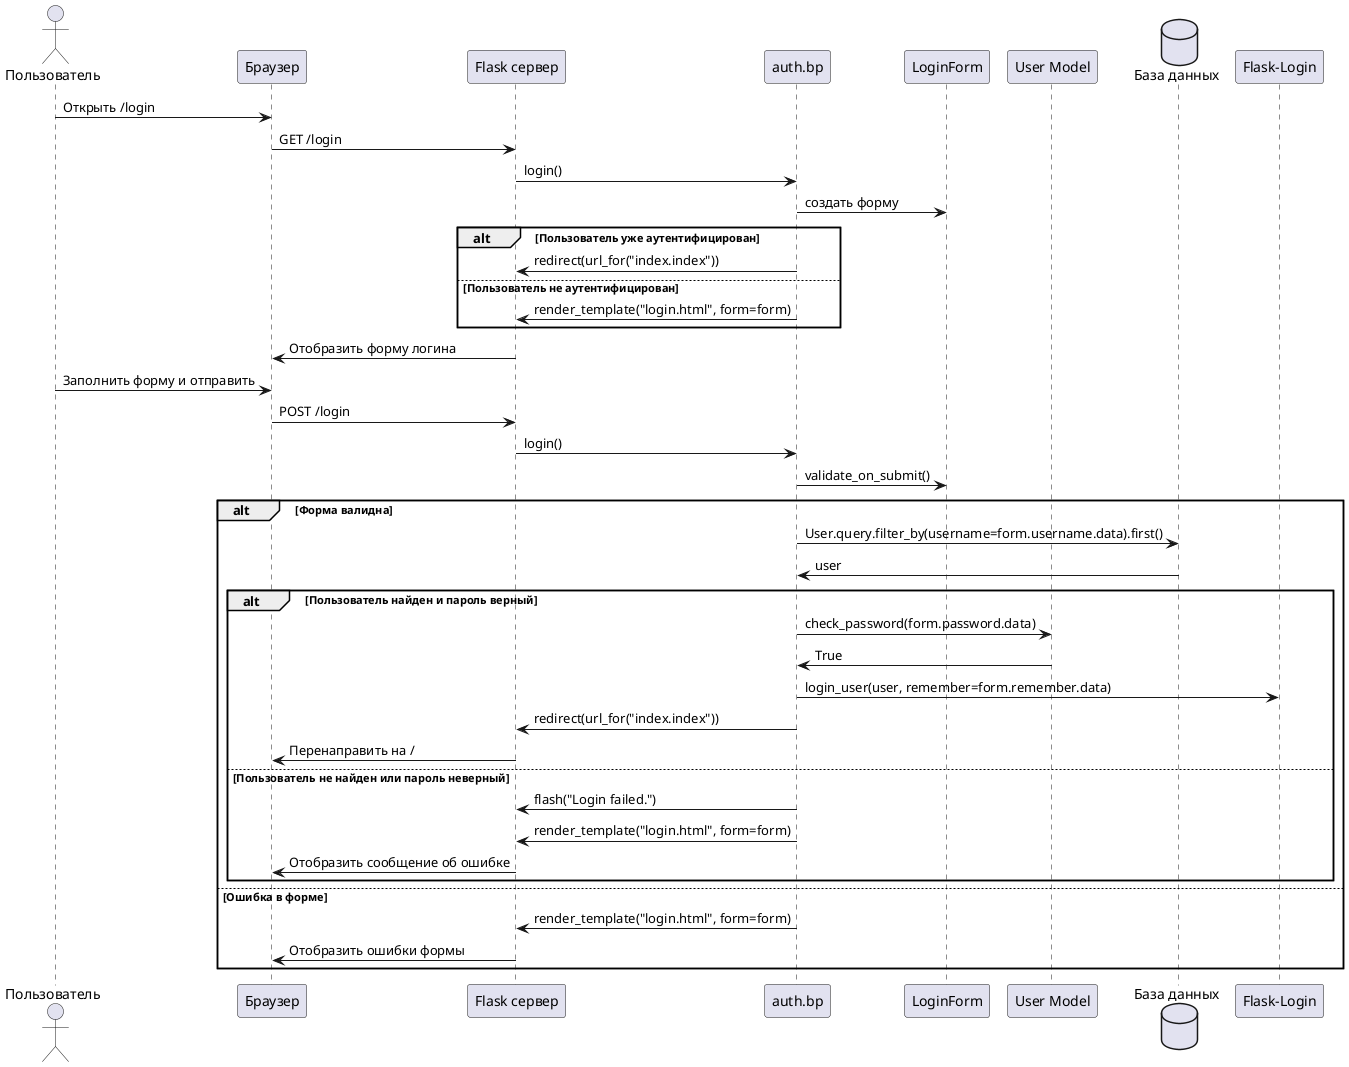 Пользователь
Браузер
Flask сервер
auth.bp
LoginForm
User Model
База данных
Flask-Login
Открыть /login
GET /login
login()
создать форму
alt [Пользователь уже аутентифицирован]
redirect(url_for("index.index"))
[Пользователь не аутентифицирован]
render_template("login.html", form=form)
Отобразить форму логина
Заполнить форму и отправить
POST /login
login()
validate_on_submit()
alt [Форма валидна]
User.query.filter_by(username=form.username.data).first()
user
alt [Пользователь найден и пароль верный]
check_password(form.password.data)
True
login_user(user, remember=form.remember.data)
redirect(url_for("index.index"))
Перенаправить на /
[Пользователь не найден или пароль неверный]
flash("Login failed.")
render_template("login.html", form=form)
Отобразить сообщение об ошибке
[Ошибка в форме]
render_template("login.html", form=form)
Отобразить ошибки формы
Пользователь
Браузер
Flask сервер
auth.bp
LoginForm
User Model
База данных
Flask-Login